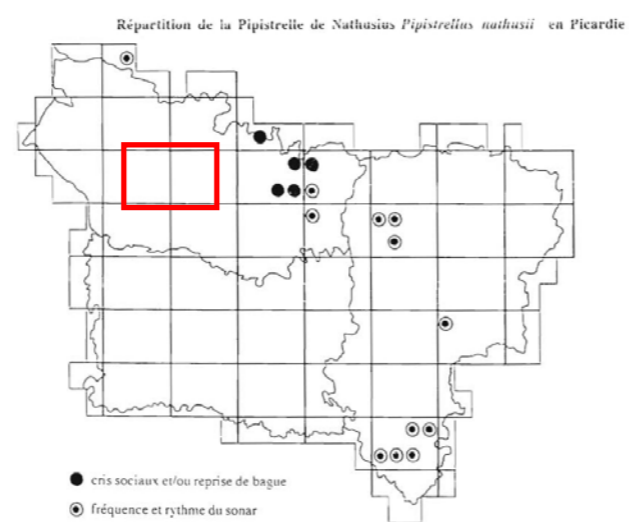 Répartition de la Pipistrelle de Nathusius Pipistrellus nathusii en Picardie
cris sociaux et/ou reprise de bague
fréquence et rythme du sonar